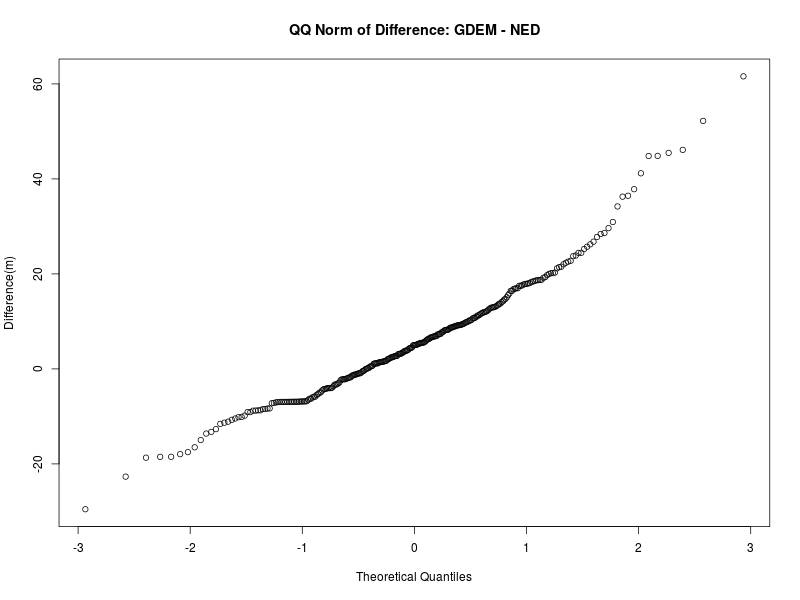 QQ Norm of Difference: GDEM - NED
Difference(m)
60
40
20
0
-20
-3 -2 -1 0 1 2 3
Theoretical Quantiles